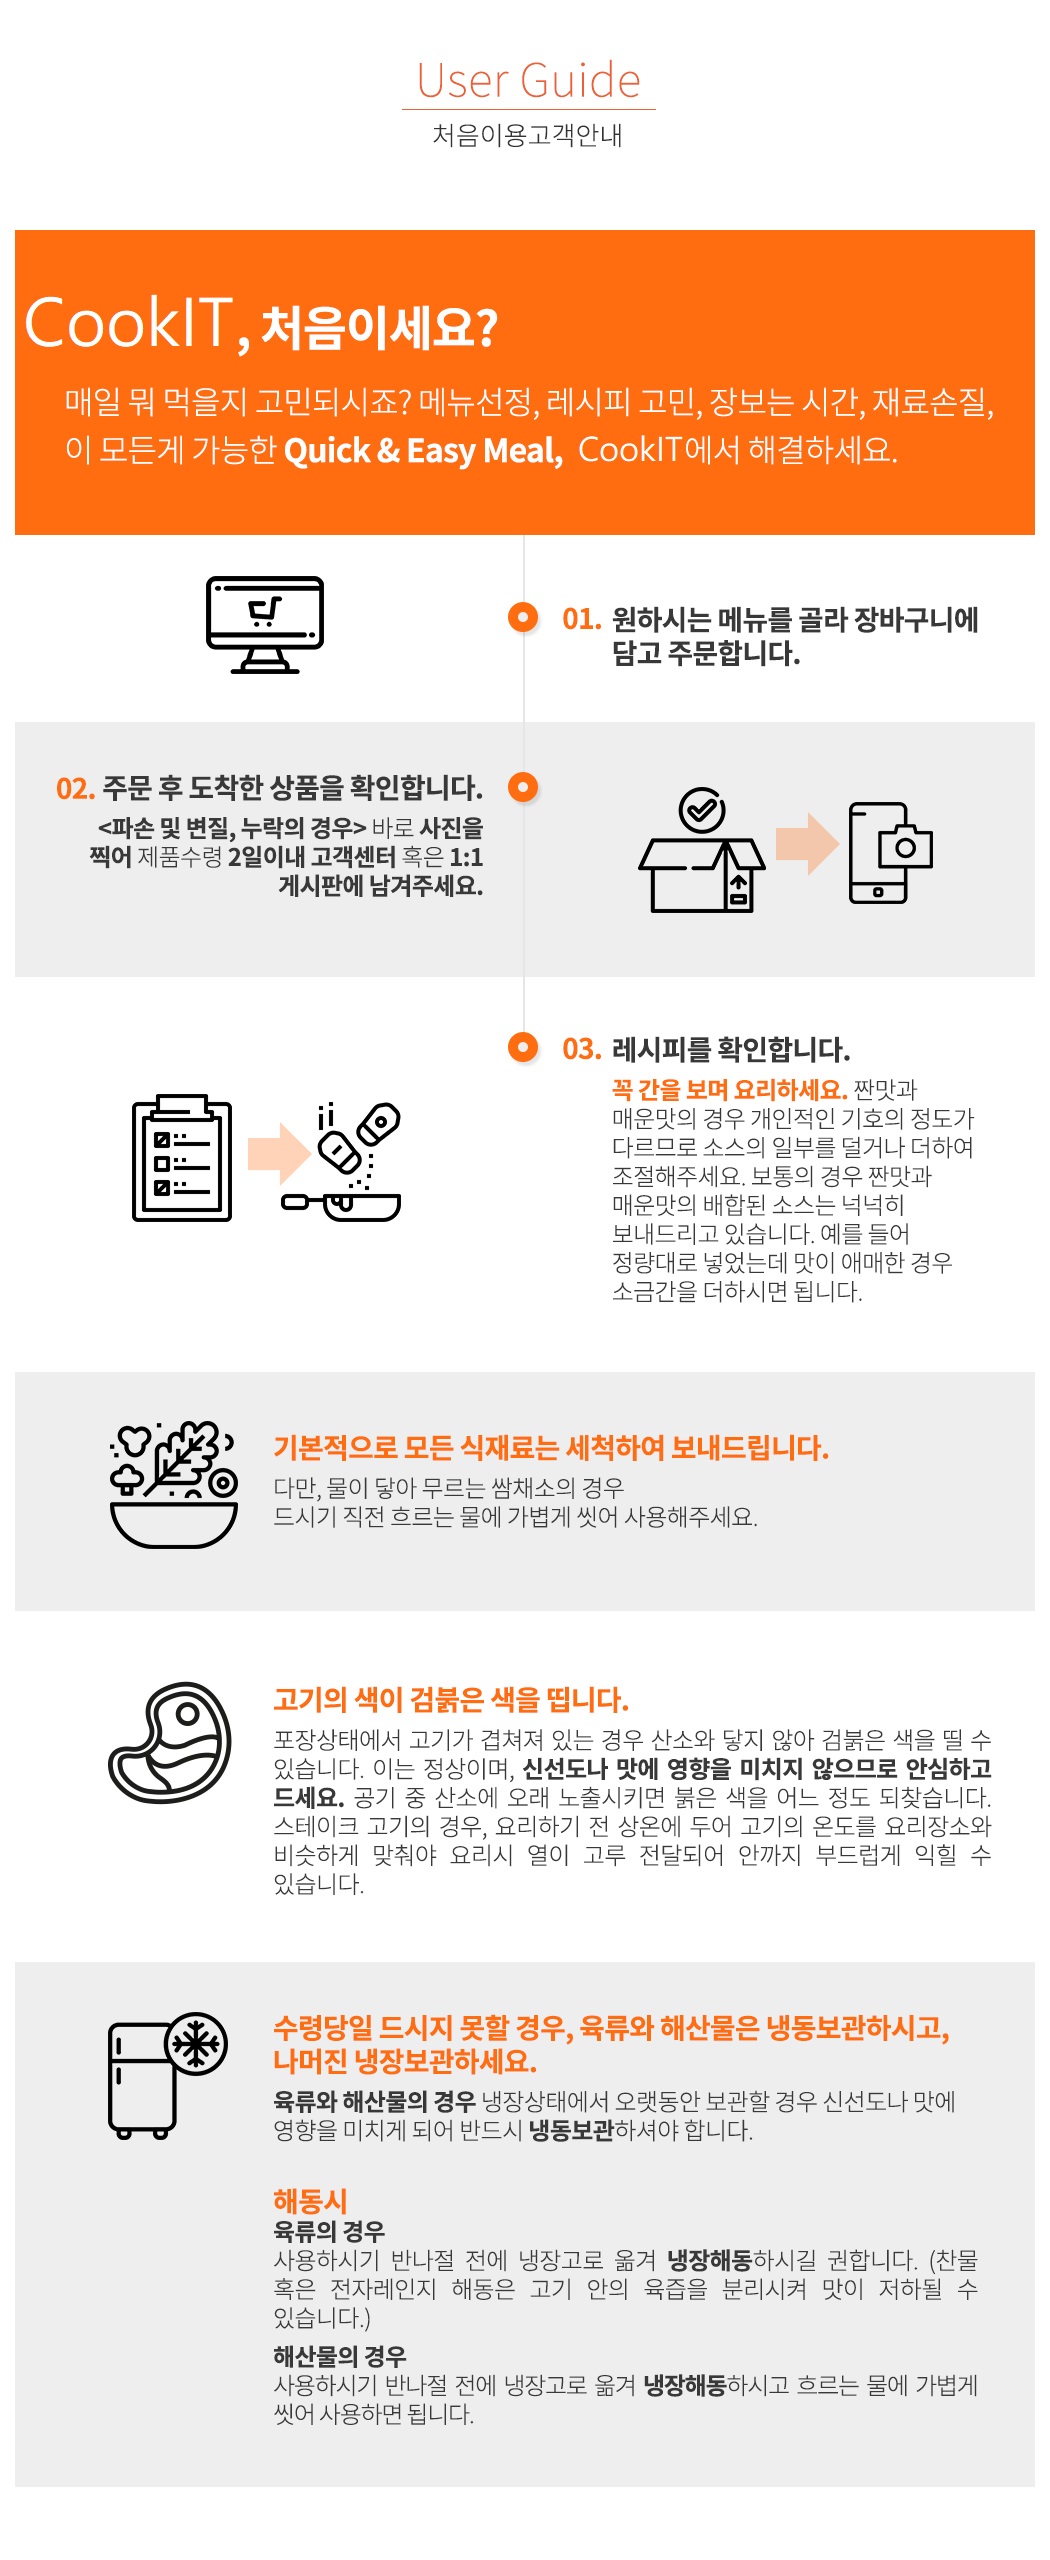 User Guide
처음이용고객안내
CookIT, 처음이세요?
매일 뭐 먹을지 고민되시죠? 메뉴선정, 레시피 고민, 장보는 시간, 재료손질,
이 모든게 가능한 Quick & Easy Meal, CookIT에서 해결하세요.
01. 원하시는 메뉴를 골라 장바구니에
담고 주문합니다.
02. 주문 후 도착한 상품을 확인합니다.
<파손 및 변질, 누락의 경우> 바로 사진을
찍어 제품수령 2일이내 고객센터 혹은 1:1
게시판에 남겨주세요.
03. 레시피를 확인합니다.
꼭 간을 보며 요리하세요. 짠맛과
매운맛의 경우 개인적인 기호의 정도가
다르므로 소스의 일부를 덜거나 더하여
조절해주세요. 보통의 경우 짠맛과
매운맛의 배합된 소스는 넉넉히
보내드리고 있습니다. 예를 들어
정량대로 넣었는데 맛이 애매한 경우
소금간을 더하시면 됩니다.
기본적으로 모든 식재료는 세척하여 보내드립니다.
다만, 물이 닿아 무르는 쌈채소의 경우
드시기 직전 흐르는 물에 가볍게 씻어 사용해주세요.
고기의 색이 검붉은 색을 띱니다.
포장상태에서 고기가 겹쳐져 있는 경우 산소와 닿지 않아 검붉은 색을 띨 수
있습니다. 이는 정상이며, 신선도나 맛에 영향을 미치지 않으므로 안심하고
드세요. 공기 중 산소에 오래 노출시키면 붉은 색을 어느 정도 되찾습니다.
스테이크 고기의 경우, 요리하기 전 상온에 두어 고기의 온도를 요리장소와
비슷하게 맞춰야 요리시 열이 고루 전달되어 안까지 부드럽게 익힐 수
있습니다.
수령당일 드시지 못할 경우, 육류와 해산물은 냉동보관하시고,
나머진 냉장보관하세요.
육류와 해산물의 경우 냉장상태에서 오랫동안 보관할 경우 신선도나 맛에
영향을 미치게 되어 반드시 냉동보관하셔야 합니다.
해동시
육류의 경우
사용하시기 반나절 전에 냉장고로 옮겨 냉장해동하시길 권합니다. (찬물
혹은 전자레인지 해동은 고기 안의 육즙을 분리시켜 맛이 저하될 수
있습니다.)
해산물의 경우
사용하시기 반나절 전에 냉장고로 옮겨 냉장해동하시고 흐르는 물에 가볍게
씻어 사용하면 됩니다.